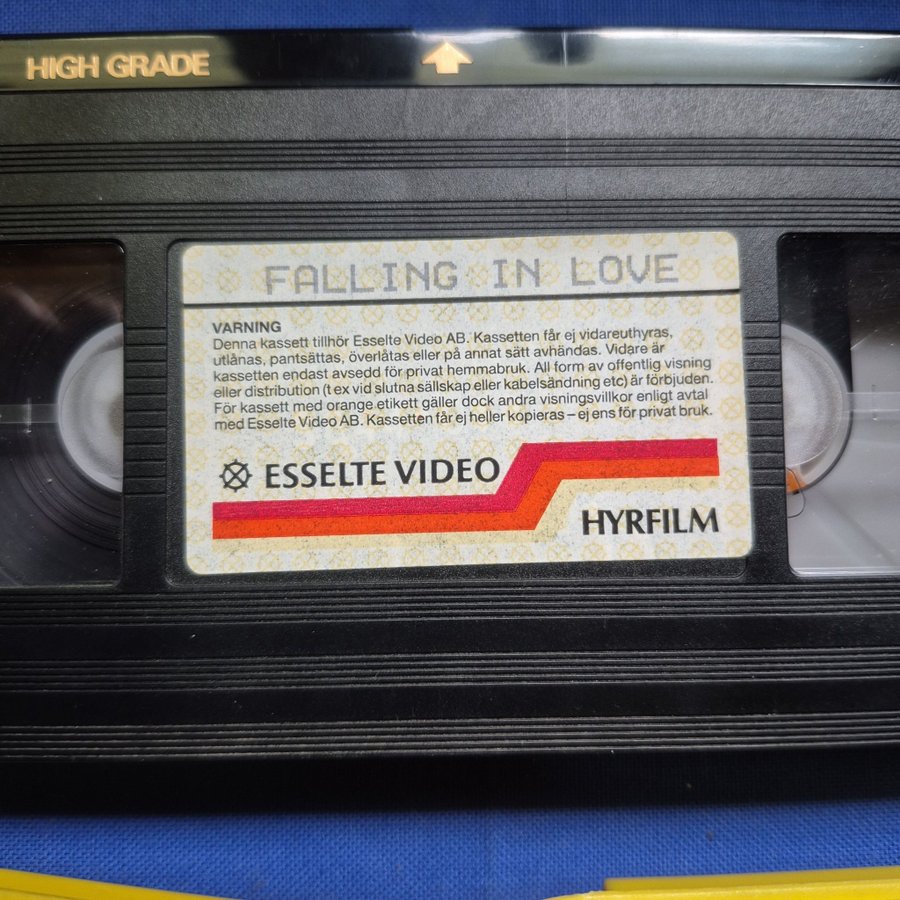 HIGH GRADE
FALLING IN LOVE
VARNING
Denna kassett tillhör Esselte Video AB. Kassetten får ej vidareuthyras,
utlånas, pantsättas, överlåtas eller på annat sätt avhändas. Vidare är
kassetten endast avsedd för privat hemmabruk. All form av offentlig visning
eller distribution (t ex vid slutna sällskap eller kabelsändning etc) är förbjuden.
För kassett med orange etikett gäller dock andra visningsvillkor enligt avtal
med Esselte Video AB. Kassetten får ej heller kopieras – ej ens för privat bruk.
ESSELTE VIDEO
HYRFILM